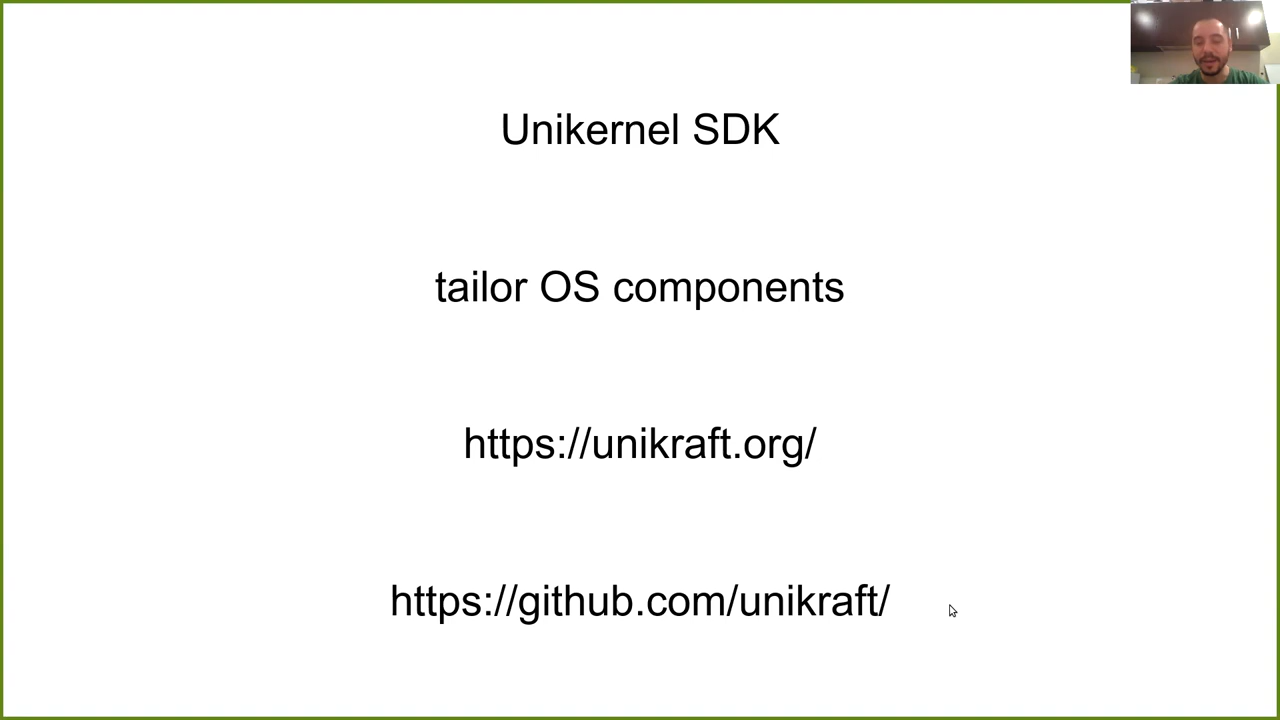 Unikernel SDK
tailor OS components
https://unikraft.org/
https://github.com/unikraft/